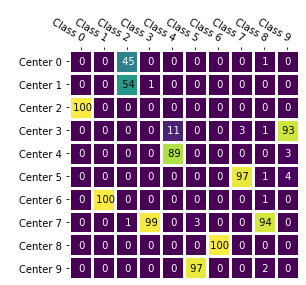 Class 0 Class 1 Class 2 Class 3 Class 4 Class 5 Class 6 Class 7 Class 8 Class 9
Center 0 0 0 45 0 0 0 0 0 1 0
Center 1 0 0 54 1 0 0 0 0 0 0
Center 2 100 0 0 0 0 0 0 0 0 0
Center 3 0 0 0 0 11 0 0 3 1 93
Center 4 0 0 0 0 89 0 0 0 0 3
Center 5 0 0 0 0 0 0 0 97 1 4
Center 6 0 100 0 0 0 0 0 0 1 0
Center 7 0 0 1 99 0 3 0 0 94 0
Center 8 0 0 0 0 0 0 100 0 0 0
Center 9 0 0 0 0 0 97 0 0 2 0